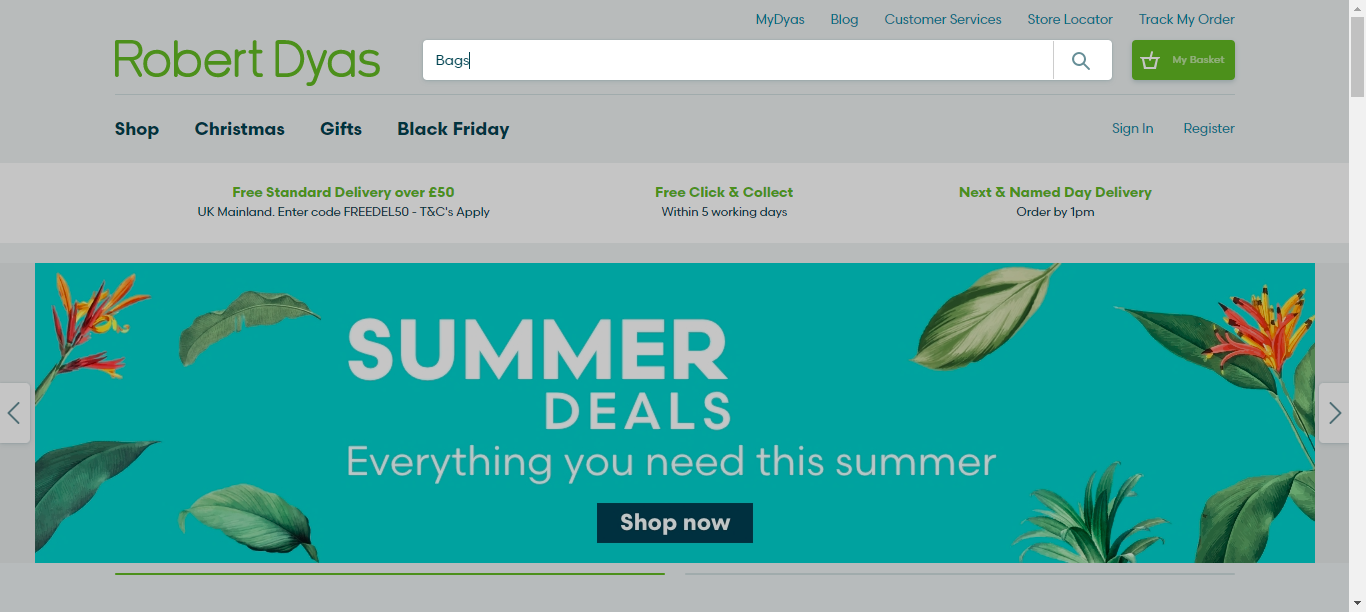 MyDyas Blog Customer Services Store Locator Track My Order
Robert Dyas
Bags
My Basket
Shop Christmas Gifts Black Friday
Sign In Register
Free Standard Delivery over £50
UK Mainland. Enter code FREEDEL50 - T&C's Apply
Free Click & Collect
Within 5 working days
Next & Named Day Delivery
Order by 1pm
SUMMER
DEALS
Everything you need this summer
Shop now